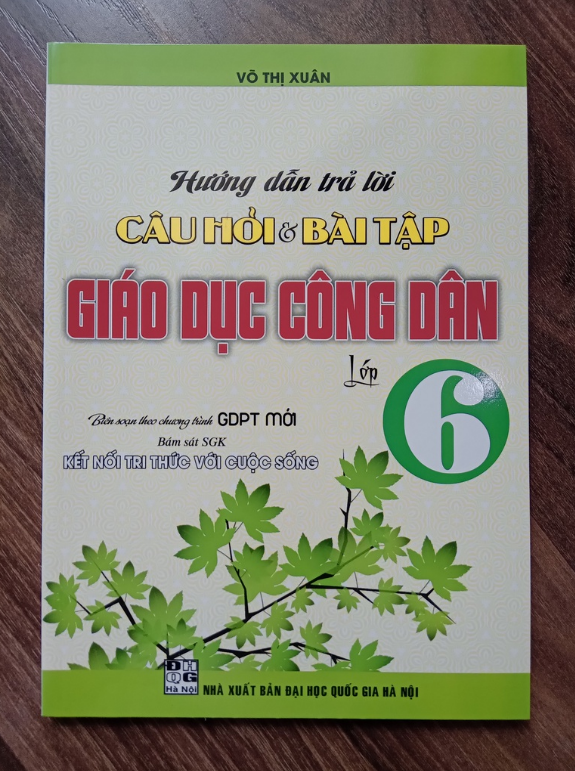 VÕ THỊ XUÂN
Hướng dẫn trả lời
CÂU HỎI & BÀI TẬP
GIÁO DỤC CÔNG DÂN
Lớp 6
Biên soạn theo chương trình GDPT MỚI
Bám sát SGK
KẾT NỐI TRI THỨC VỚI CUỘC SỐNG
ĐH
QG
Hà Nội
NHÀ XUẤT BẢN ĐẠI HỌC QUỐC GIA HÀ NỘI